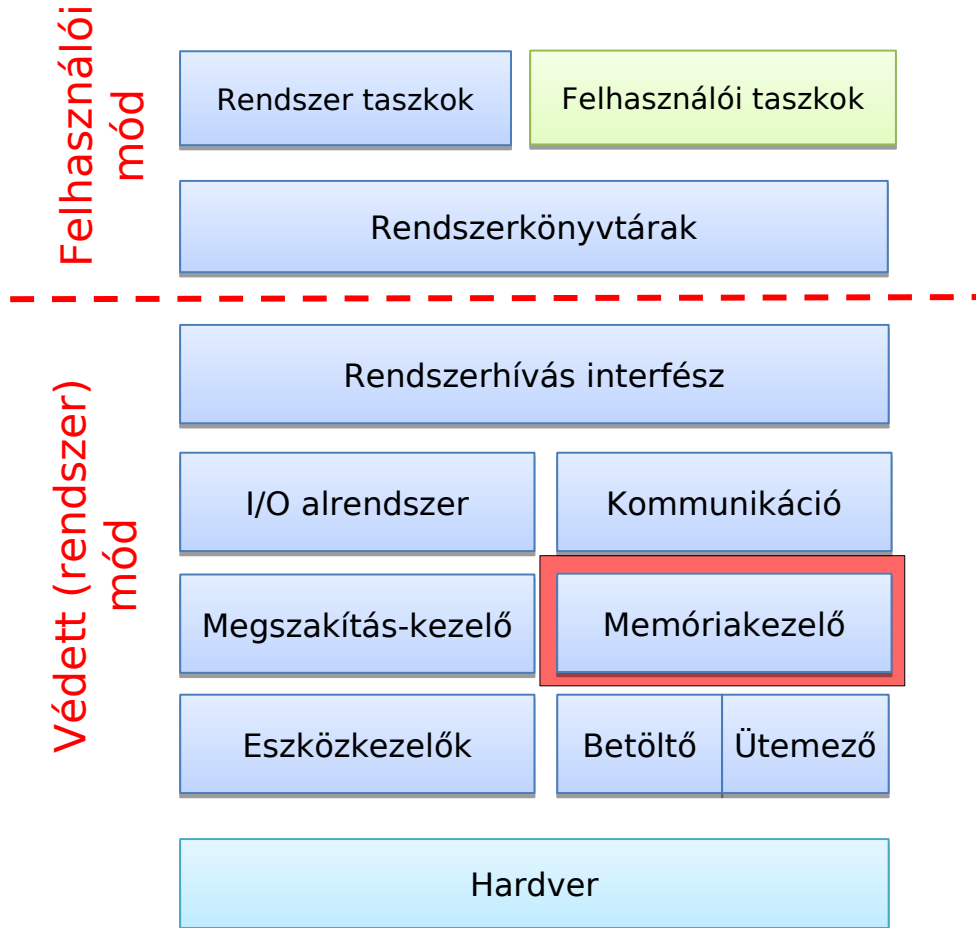 Felhasználói
mód
Rendszer taszkok
Felhasználói taszkok
Rendszerkönyvtárak
Védett (rendszer)
mód
Rendszerhívás interfész
I/O alrendszer
Kommunikáció
Megszakítás-kezelő
Memóriakezelő
Eszközkezelők
Betöltő
Ütemező
Hardver